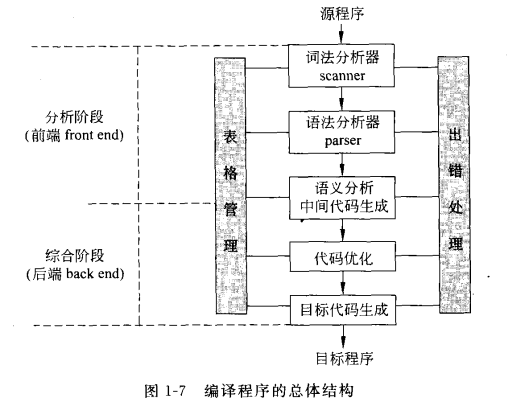 源程序
词法分析器
scanner
分析阶段
(前端 front end)
语法分析器
parser
表格管理
出错处理
语义分析
中间代码生成
综合阶段
(后端 back end)
代码优化
目标代码生成
目标程序
图 1-7 编译程序的总体结构